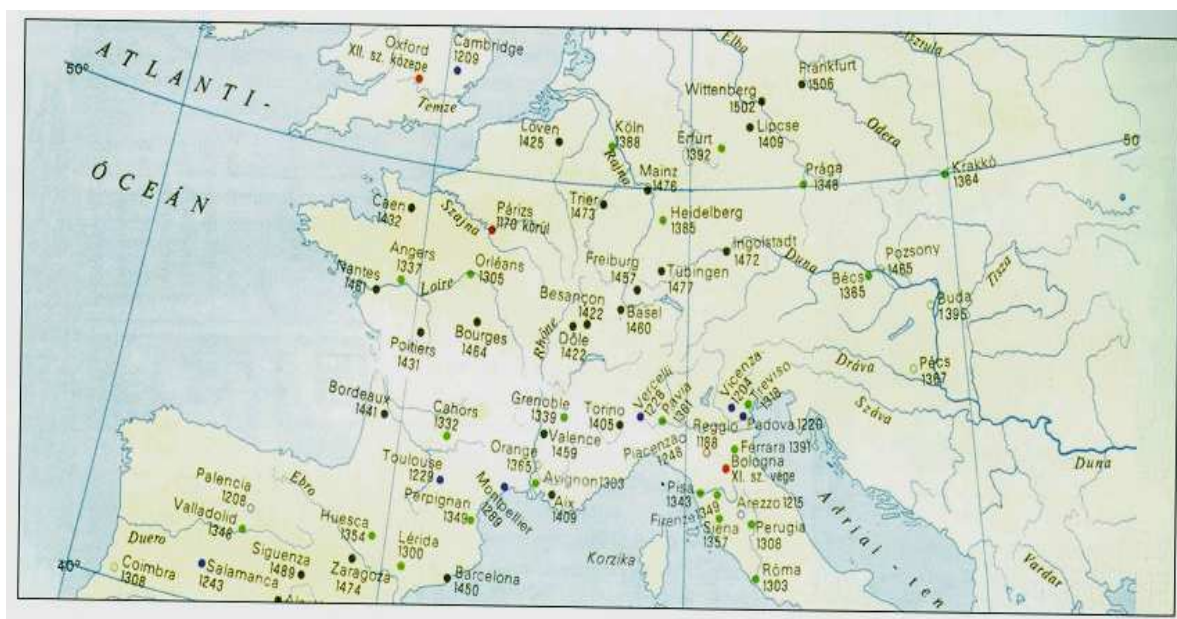 ATLANTI-
ÓCEÁN
50°
50
40°
Oxford
XII. sz. közepe
Cambridge
1209
Temze
Elba
Frankfurt
1506
Wittenberg
1502
Lipcse
1409
Odera
Löven
1425
Köln
1388
Rajna
Erfurt
1392
Mainz
1476
Prága
1348
Krakkó
1364
Trier
1473
Heidelberg
1385
Caen
1432
Szajna
Párizs
1170 körül
Angers
1337
Orléans
1305
Nantes
1461
Loire
Freiburg
1457
Tübingen
1477
Ingolstadt
1472
Duna
Bécs
1365
Pozsony
1465
Tisza
Buda
1395
Besançon
1422
Basel
1460
Dôle
1422
Rhône
Bourges
1464
Poitiers
1431
Dráva
Pécs
1367
Száva
Duna
Bordeaux
1441
Cahors
1332
Grenoble
1339
Torino
1405
Vercelli
1228
Pavia
1361
Vicenza
1204
Treviso
1318
Padova 1220
Reggio
1188
Ferrara 1391
Piacenza
1248
Bologna
XI. sz. vége
Valence
1459
Orange
1365
Toulouse
1229
Montpellier
1289
Avignon 1303
Aix
1409
Perpignan
1349
Pisa
1343
Firenze 1349
Arezzo 1215
Siena
1357
Perugia
1308
Róma
1303
Adriai-ten
Vardar
Korzika
Ebro
Palencia
1208
Valladolid
1346
Huesca
1354
Lérida
1300
Duero
Siguenza
1489
Zaragoza
1474
Barcelona
1450
Coimbra
1308
Salamanca
1243